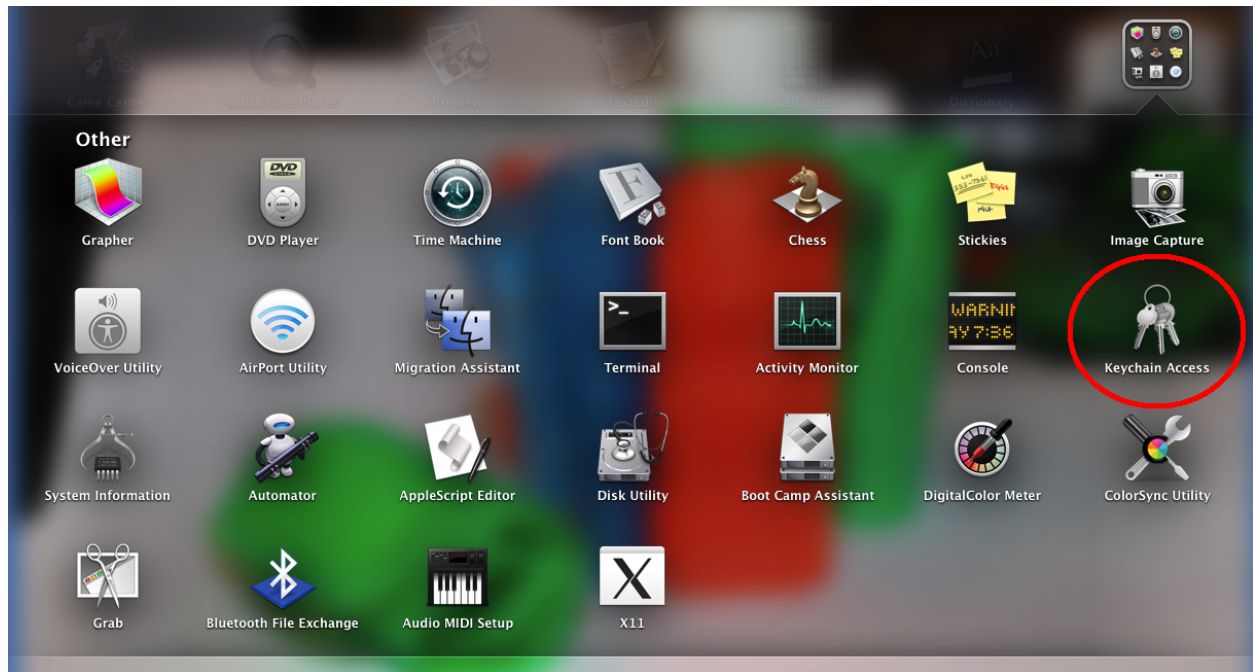 Game Center QuickTime Player Preview TextEdit Calculator Dictionary
Other
Grapher DVD Player Time Machine Font Book Chess Stickies Image Capture
VoiceOver Utility AirPort Utility Migration Assistant Terminal Activity Monitor Console Keychain Access
System Information Automator AppleScript Editor Disk Utility Boot Camp Assistant DigitalColor Meter ColorSync Utility
Grab Bluetooth File Exchange Audio MIDI Setup X11